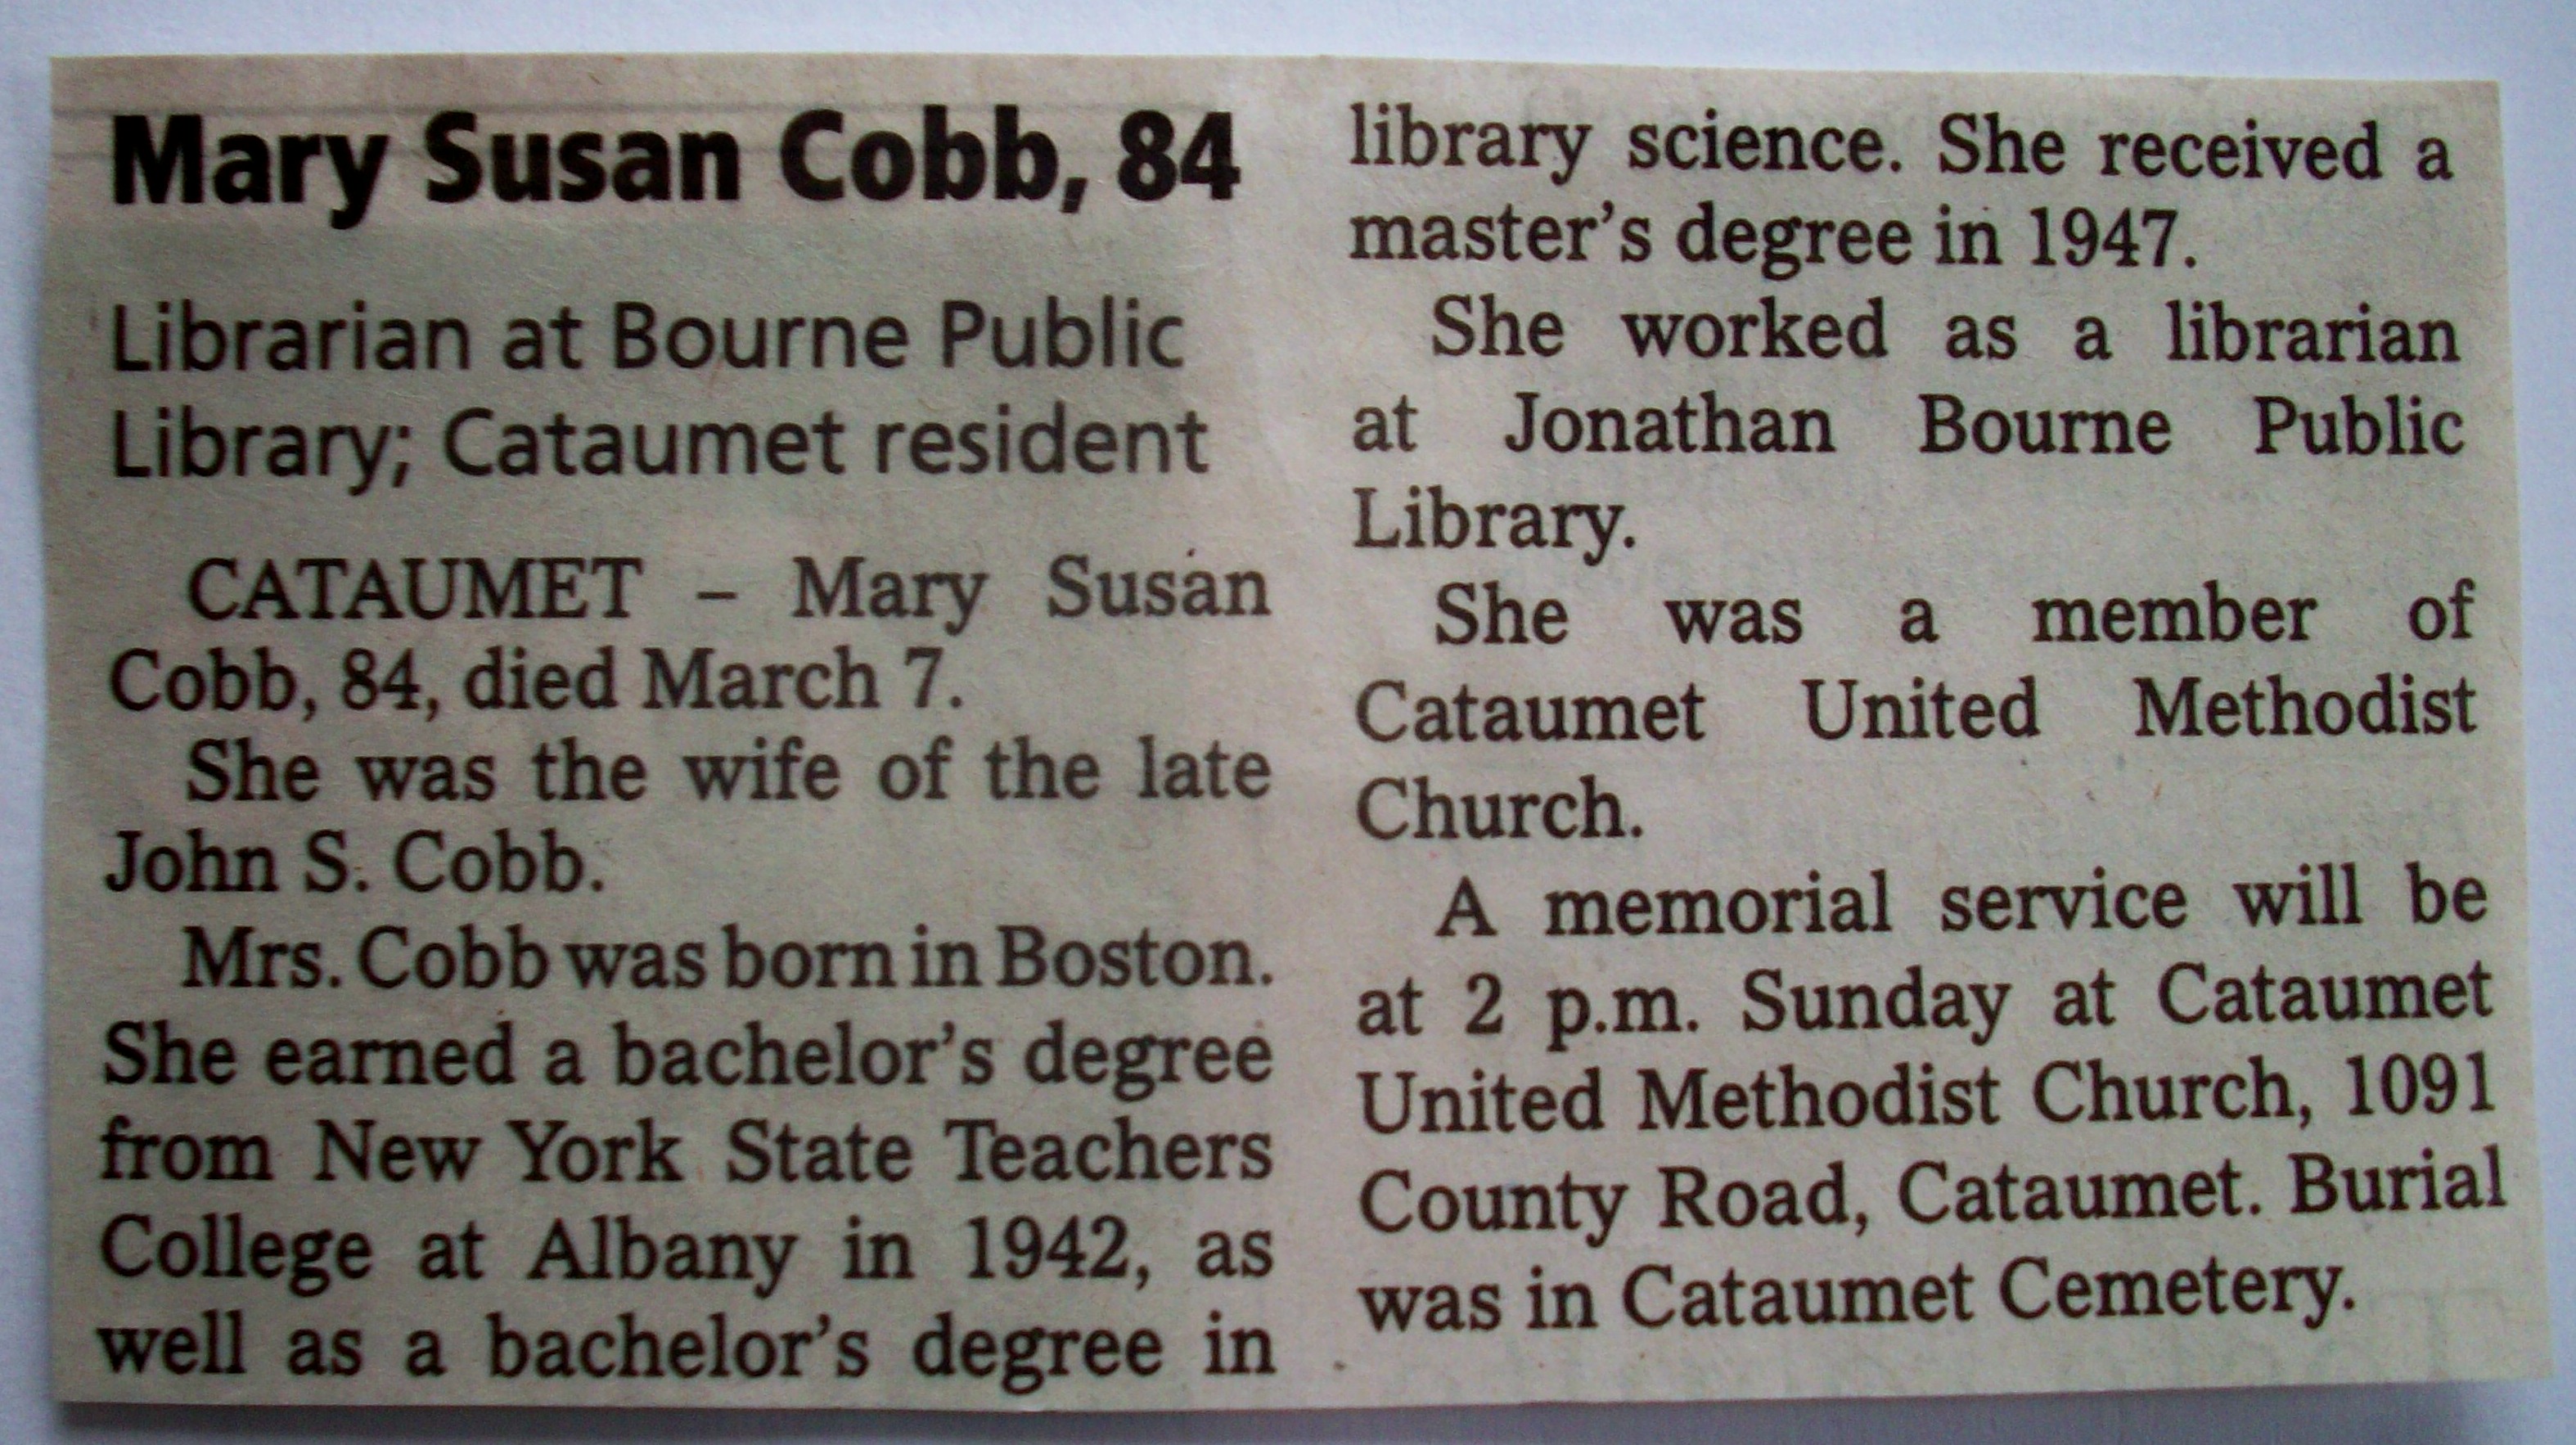 Mary Susan Cobb, 84
Librarian at Bourne Public
Library; Cataumet resident
CATAUMET – Mary Susan
Cobb, 84, died March 7.
She was the wife of the late
John S. Cobb.
Mrs. Cobb was born in Boston.
She earned a bachelor's degree
from New York State Teachers
College at Albany in 1942, as
well as a bachelor's degree in
library science. She received a
master's degree in 1947.
She worked as a librarian
at Jonathan Bourne Public
Library.
She was a member of
Cataumet United Methodist
Church.
A memorial service will be
at 2 p.m. Sunday at Cataumet
United Methodist Church, 1091
County Road, Cataumet. Burial
was in Cataumet Cemetery.